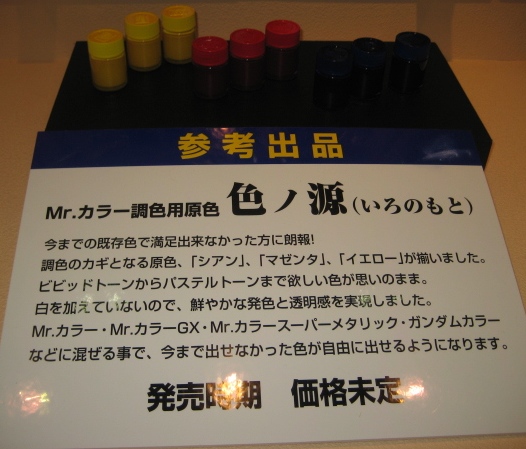 参考出品
Mr.カラー調色用原色 色ノ源(いろのもと)
今までの既存色で満足出来なかった方に朗報!
調色のカギとなる原色、「シアン」、「マゼンタ」、「イエロー」が揃いました。
ビビッドトーンからパステルトーンまで欲しい色が思いのまま。
白を加えていないので、鮮やかな発色と透明感を実現しました。
Mr.カラー・Mr.カラーGX・Mr.カラースーパーメタリック・ガンダムカラー
などに混ぜる事で、今まで出せなかった色が自由に出せるようになります。
発売時期 価格未定